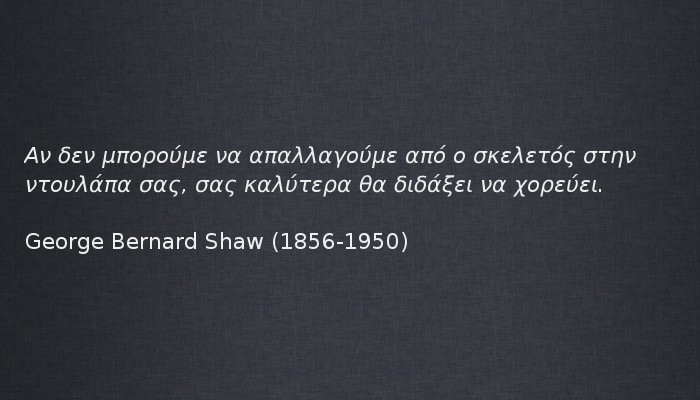 Αν δεν μπορούμε να απαλλαγούμε από ο σκελετός στην
ντουλάπα σας, σας καλύτερα θα διδάξει να χορεύει.
George Bernard Shaw (1856-1950)